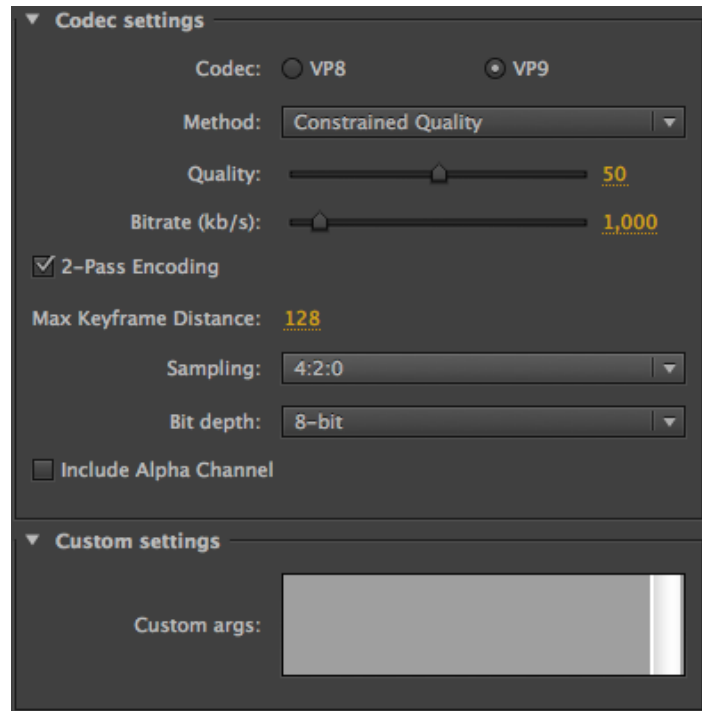 Codec settings
Codec: VP8 VP9
Method: Constrained Quality
Quality: 50
Bitrate (kb/s): 1,000
2-Pass Encoding
Max Keyframe Distance: 128
Sampling: 4:2:0
Bit depth: 8-bit
Include Alpha Channel
Custom settings
Custom args: